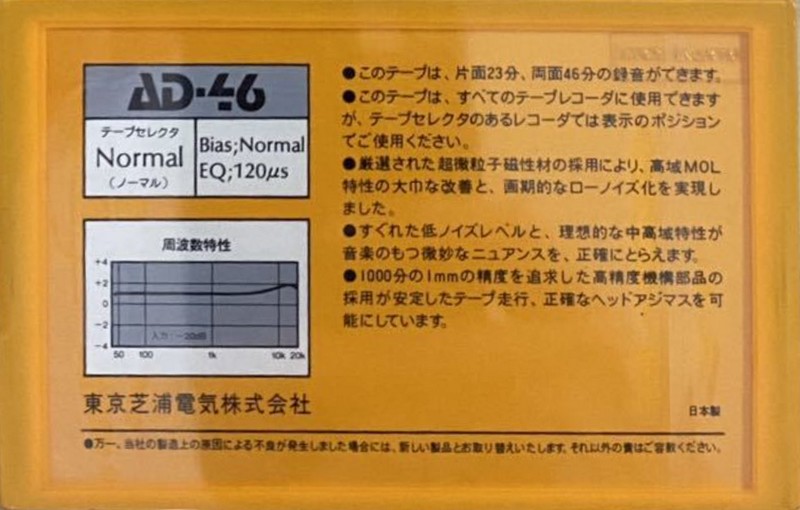 AD-46
テープセレクタ
Normal
(ノーマル)
Bias;Normal
EQ;120μs
周波数特性
+4
+2
0
−2
−4
入力:−20dB
50 100 1k 10k 20k
東京芝浦電気株式会社
●このテープは、片面23分、両面46分の録音ができます。
●このテープは、すべてのテープレコーダに使用できます
が、テープセレクタのあるレコーダでは表示のポジション
でご使用ください。
●厳選された超微粒子磁性材の採用により、高域MOL
特性の大巾な改善と、画期的なローノイズ化を実現し
ました。
●すぐれた低ノイズレベルと、理想的な中高域特性が
音楽のもつ微妙なニュアンスを、正確にとらえます。
●1000分の1mmの精度を追求した高精度機構部品の
採用が安定したテープ走行、正確なヘッドアジマスを可
能にしています。
日本製
●万一、当社の製造上の原因による不良が発生しました場合には、新しい製品とお取り替えいたします。それ以外の責はご容赦ください。